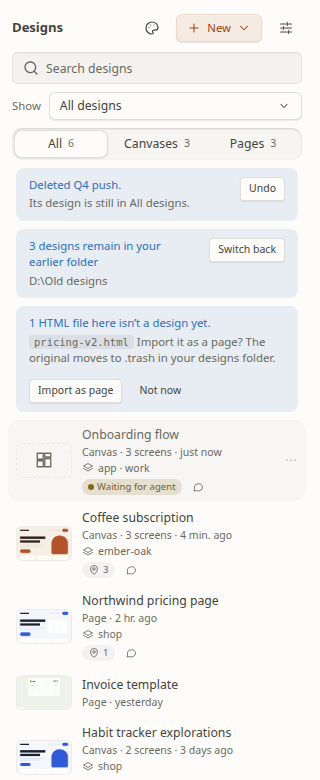 Designs
New
Search designs
Show
All designs
All 6
Canvases 3
Pages 3
Deleted Q4 push.
Its design is still in All designs.
Undo
3 designs remain in your
earlier folder
D:\Old designs
Switch back
1 HTML file here isn't a design yet.
pricing-v2.html Import it as a page? The
original moves to .trash in your designs folder.
Import as page
Not now
Onboarding flow
Canvas · 3 screens · just now
app · work
Waiting for agent
Coffee subscription
Canvas · 3 screens · 4 min. ago
ember-oak
3
Northwind pricing page
Page · 2 hr. ago
shop
1
Invoice template
Page · yesterday
Habit tracker explorations
Canvas · 2 screens · 3 days ago
shop